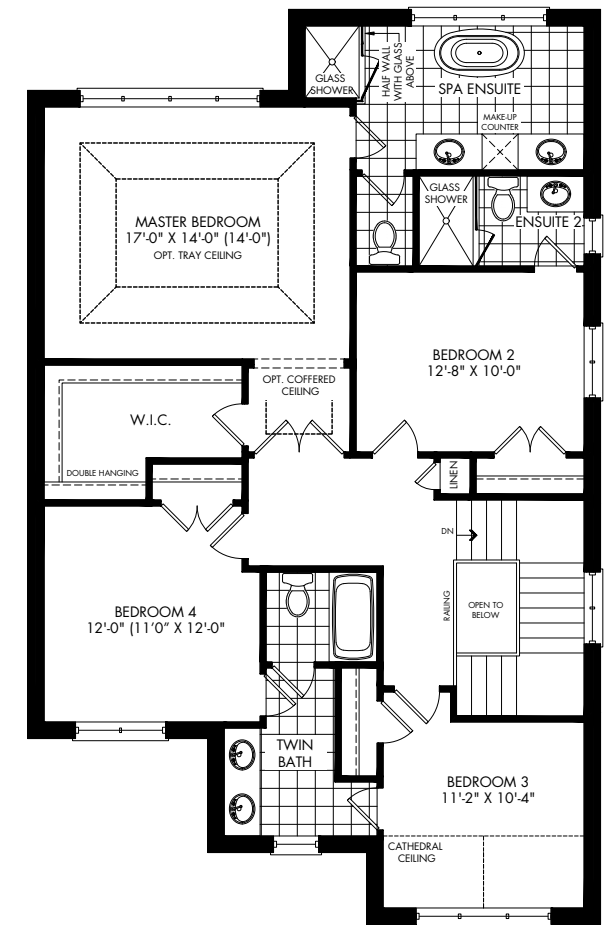 GLASS
SHOWER
HALF WALL
WITH GLASS
ABOVE
SPA ENSUITE
MAKE-UP
COUNTER
GLASS
SHOWER
ENSUITE 2
MASTER BEDROOM
17'-0" X 14'-0" (14'-0")
OPT. TRAY CEILING
BEDROOM 2
12'-8" X 10'-0"
OPT. COFFERED
CEILING
W.I.C.
DOUBLE HANGING
LINEN
DN
RAILING
OPEN TO
BELOW
BEDROOM 4
12'-0" (11'0" X 12'-0")
TWIN
BATH
BEDROOM 3
11'-2" X 10'-4"
CATHEDRAL
CEILING